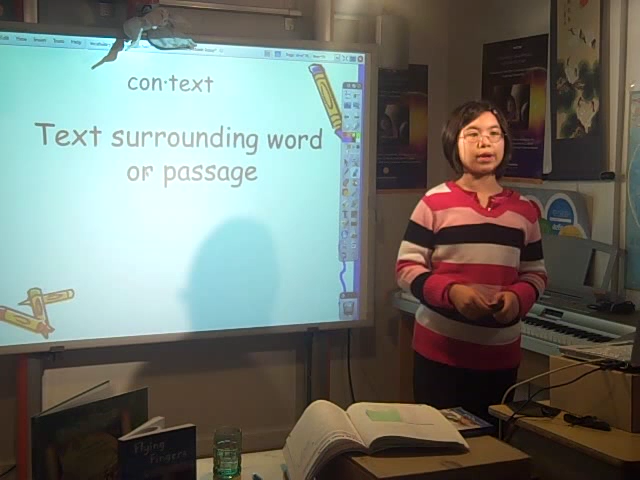 con·text
Text surrounding word
or passage
Flying
Fingers